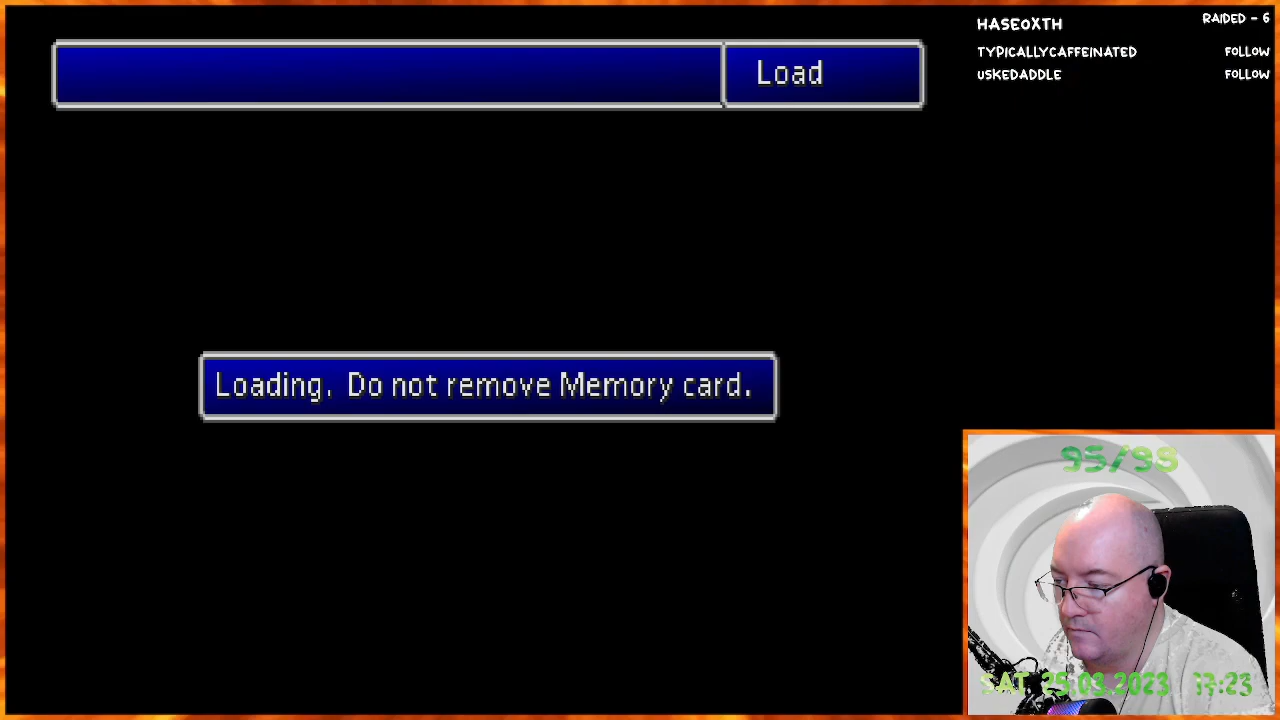 HASEOXTH RAIDED - 6
TYPICALLYCAFFEINATED FOLLOW
USKEDADDLE FOLLOW
Load
Loading. Do not remove Memory card.
SAT 25.03.2023